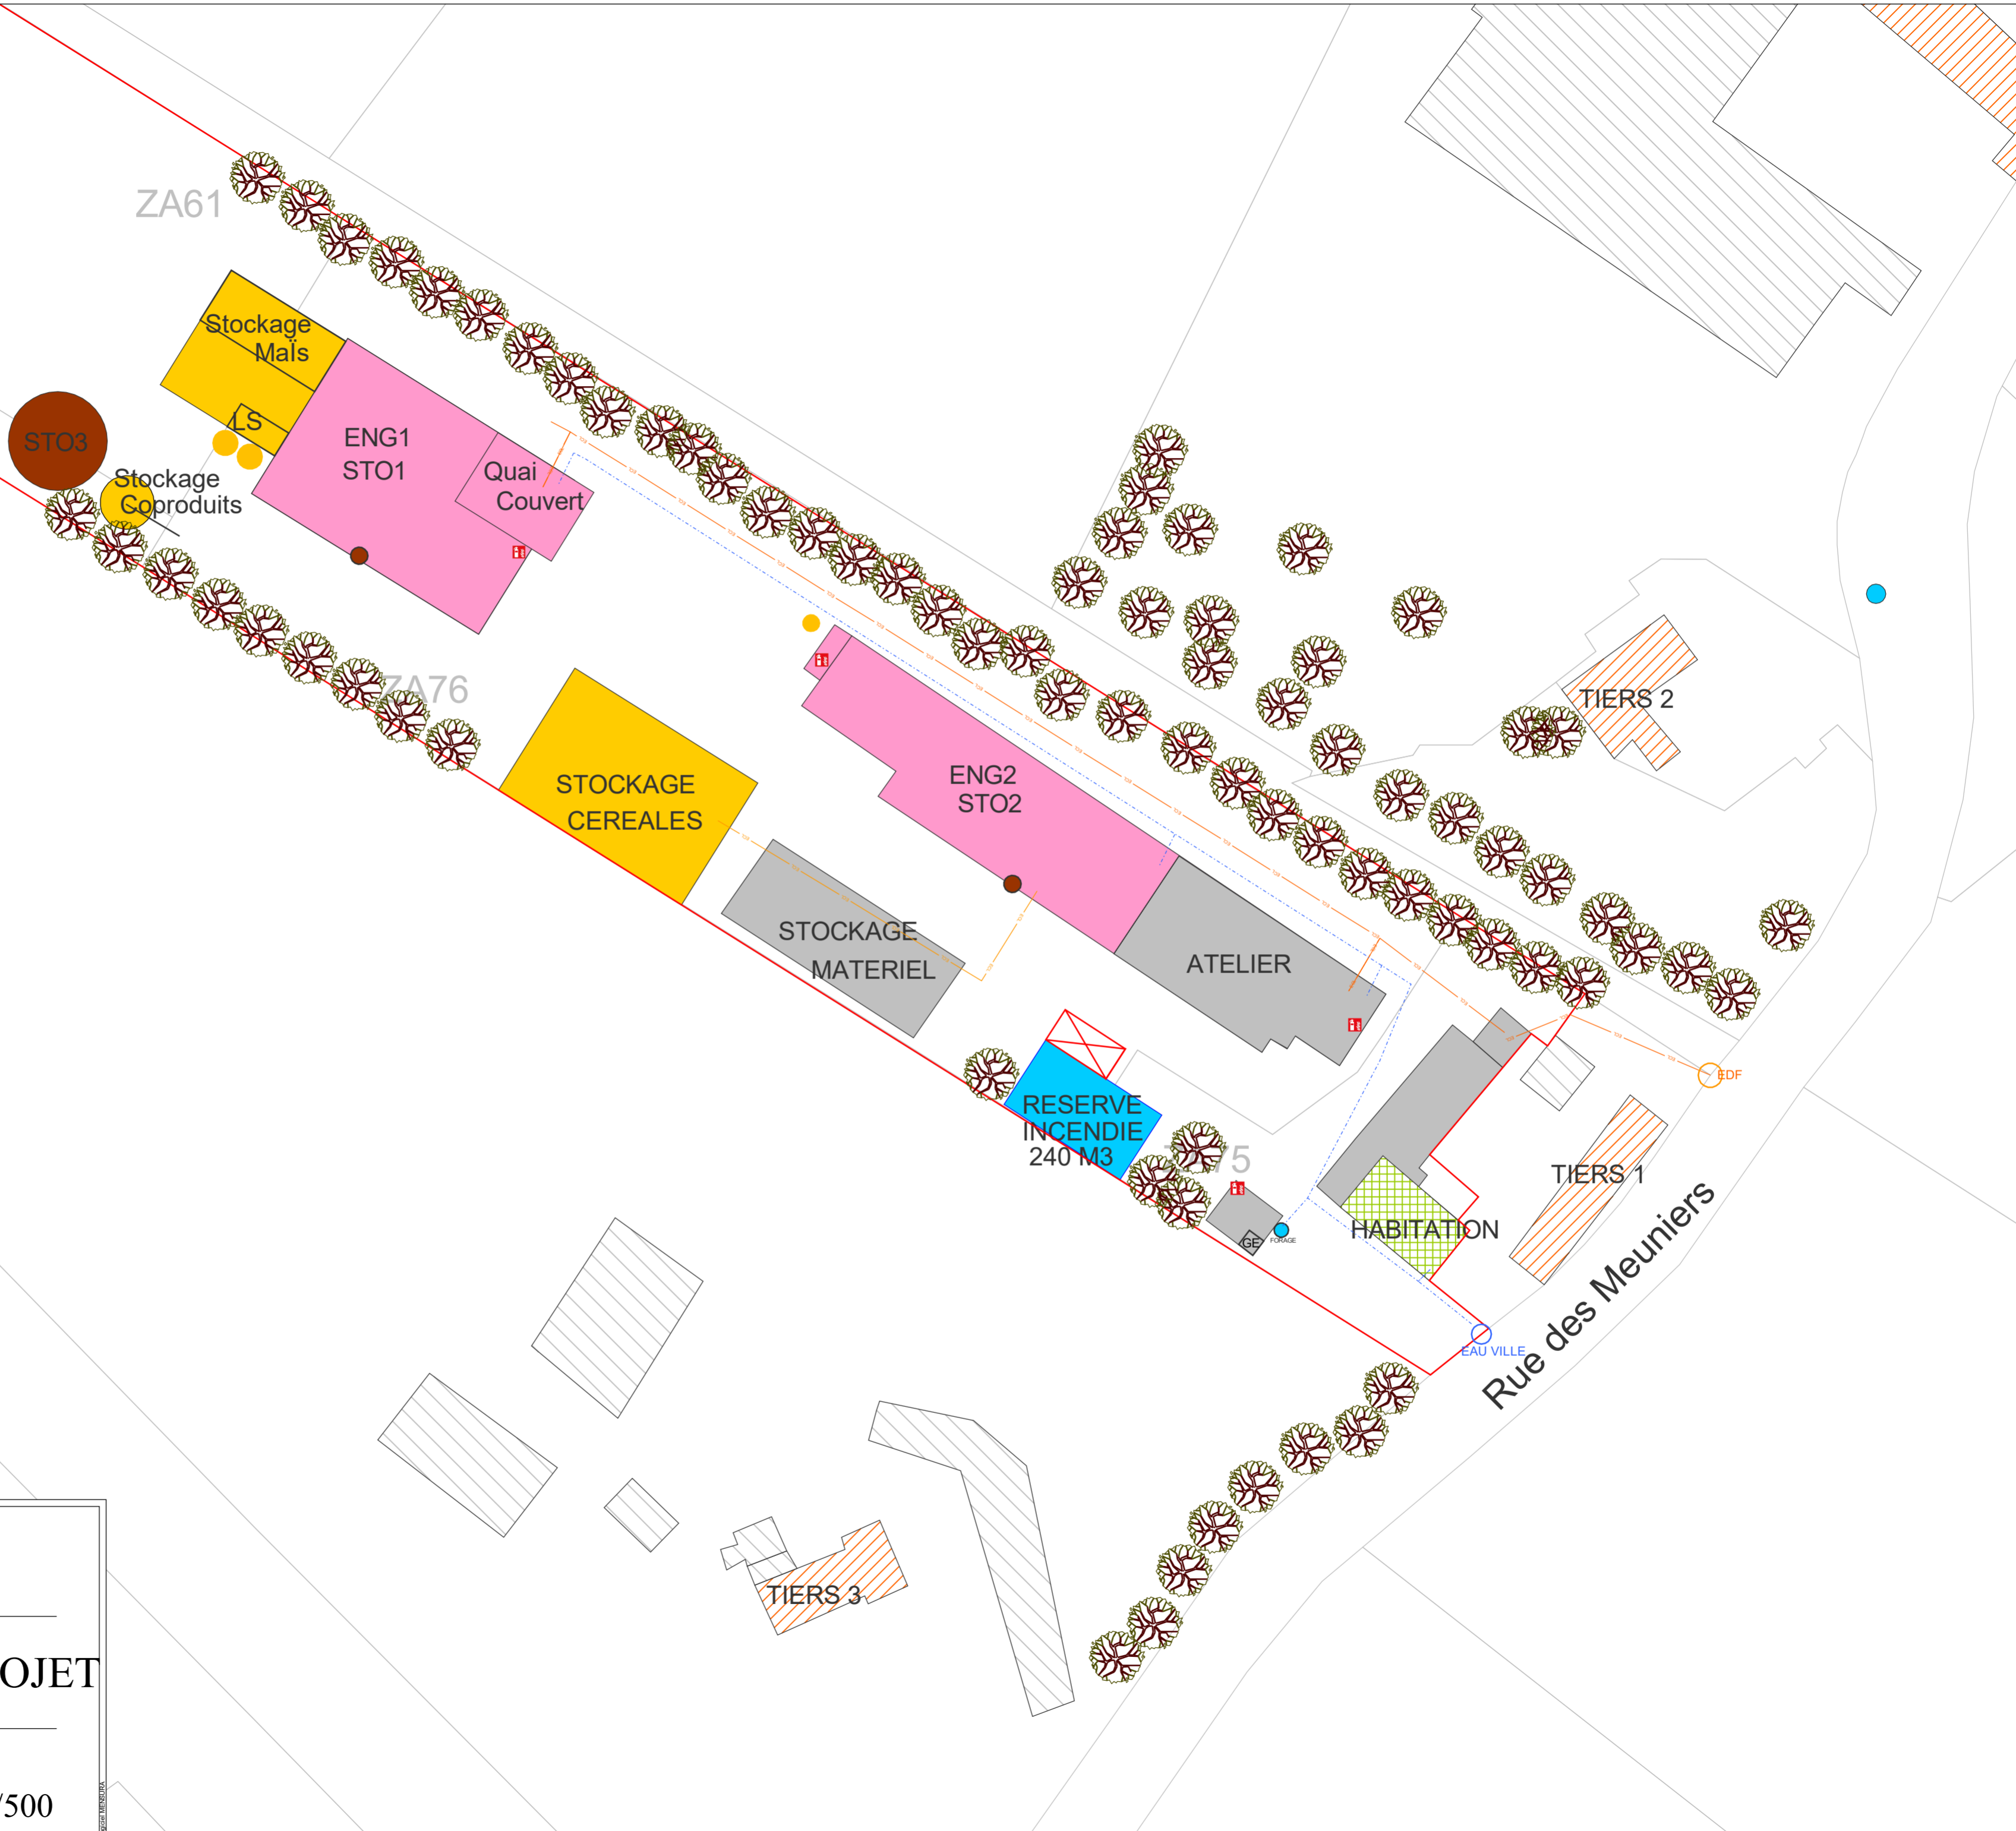 ZA61
Stockage
MaÏs
LS
STO3
Stockage
Coproduits
ENG1
STO1
Quai
Couvert
ZA76
STOCKAGE
CEREALES
ENG2
STO2
TIERS 2
STOCKAGE
MATERIEL
ATELIER
EDF
RESERVE
INCENDIE
240 M3
75
TIERS 1
GE
FORAGE
HABITATION
EAU VILLE
Rue des Meuniers
TIERS 3
OJET
/500